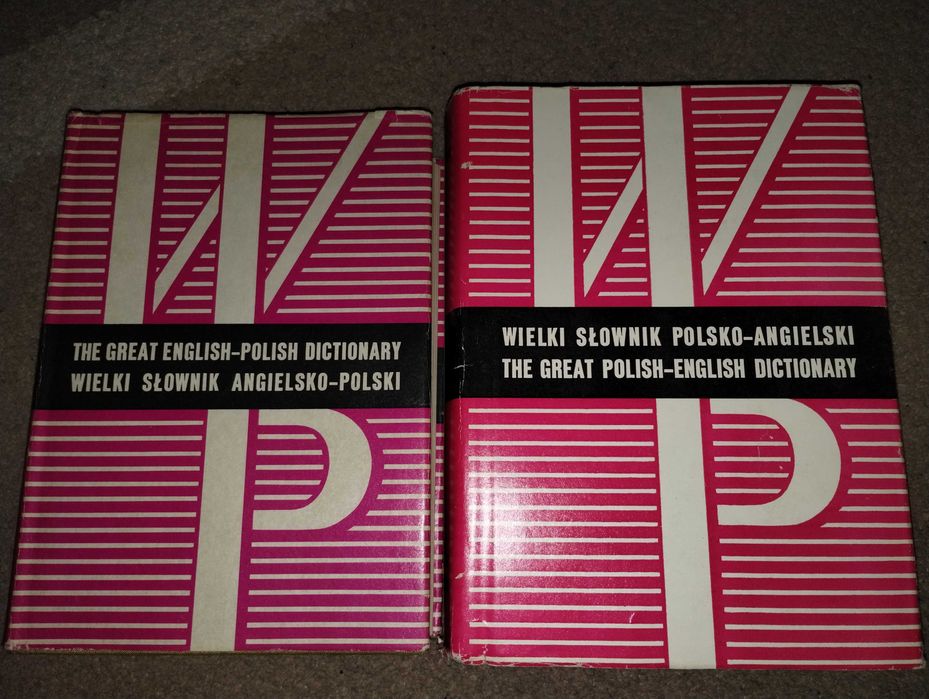 W
THE GREAT ENGLISH–POLISH DICTIONARY
WIELKI SŁOWNIK ANGIELSKO–POLSKI
P
W
WIELKI SŁOWNIK POLSKO–ANGIELSKI
THE GREAT POLISH–ENGLISH DICTIONARY
P